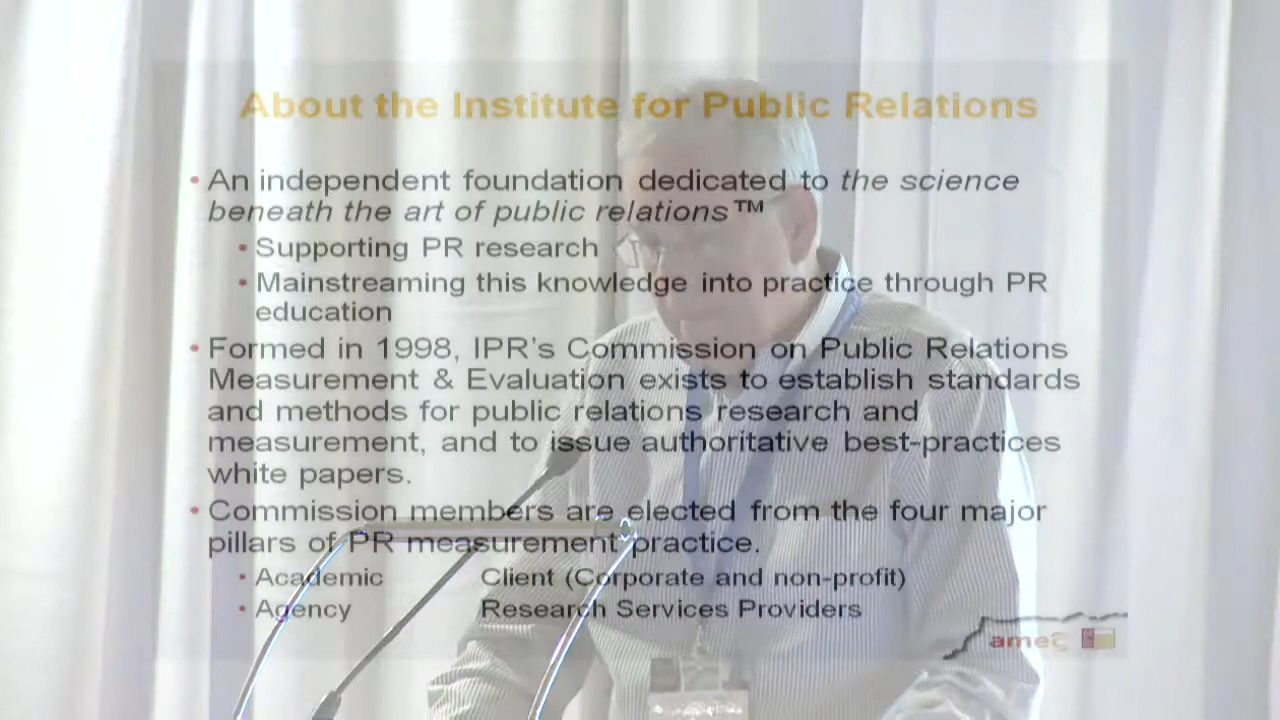 About the Institute for Public Relations
• An independent foundation dedicated to the science
beneath the art of public relations™
• Supporting PR research
• Mainstreaming this knowledge into practice through PR
education
• Formed in 1998, IPR's Commission on Public Relations
Measurement & Evaluation exists to establish standards
and methods for public relations research and
measurement, and to issue authoritative best-practices
white papers.
• Commission members are elected from the four major
pillars of PR measurement practice.
• Academic Client (Corporate and non-profit)
• Agency Research Services Providers
amec